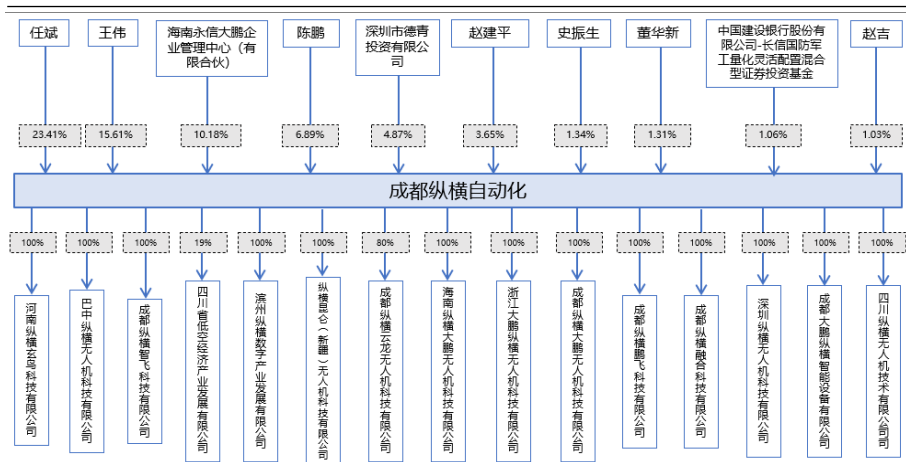 任斌
王伟
海南永信大鹏企
业管理中心（有
限合伙）
陈鹏
深圳市德青
投资有限公
司
赵建平
史振生
董华新
中国建设银行股份有
限公司-长信国防军
工量化灵活配置混合
型证券投资基金
赵吉
23.41%
15.61%
10.18%
6.89%
4.87%
3.65%
1.34%
1.31%
1.06%
1.03%
成都纵横自动化
100%
100%
100%
19%
100%
100%
80%
100%
100%
100%
100%
100%
100%
100%
100%
河南纵横玄鸟科技有限公司
巴中纵横无人机科技有限公司
成都纵横智飞科技有限公司
四川省低空经济产业发展有限公司
滨州纵横数字产业发展有限公司
纵横昆仑（新疆）无人机科技有限公司
成都纵横云龙无人机科技有限公司
海南纵横大鹏无人机科技有限公司
浙江大鹏纵横无人机科技有限公司
成都纵横大鹏无人机科技有限公司
成都纵横鹏飞科技有限公司
成都纵横融合科技有限公司
深圳纵横无人机科技有限公司
成都大鹏纵横智能设备有限公司
四川纵横无人机技术有限公司司